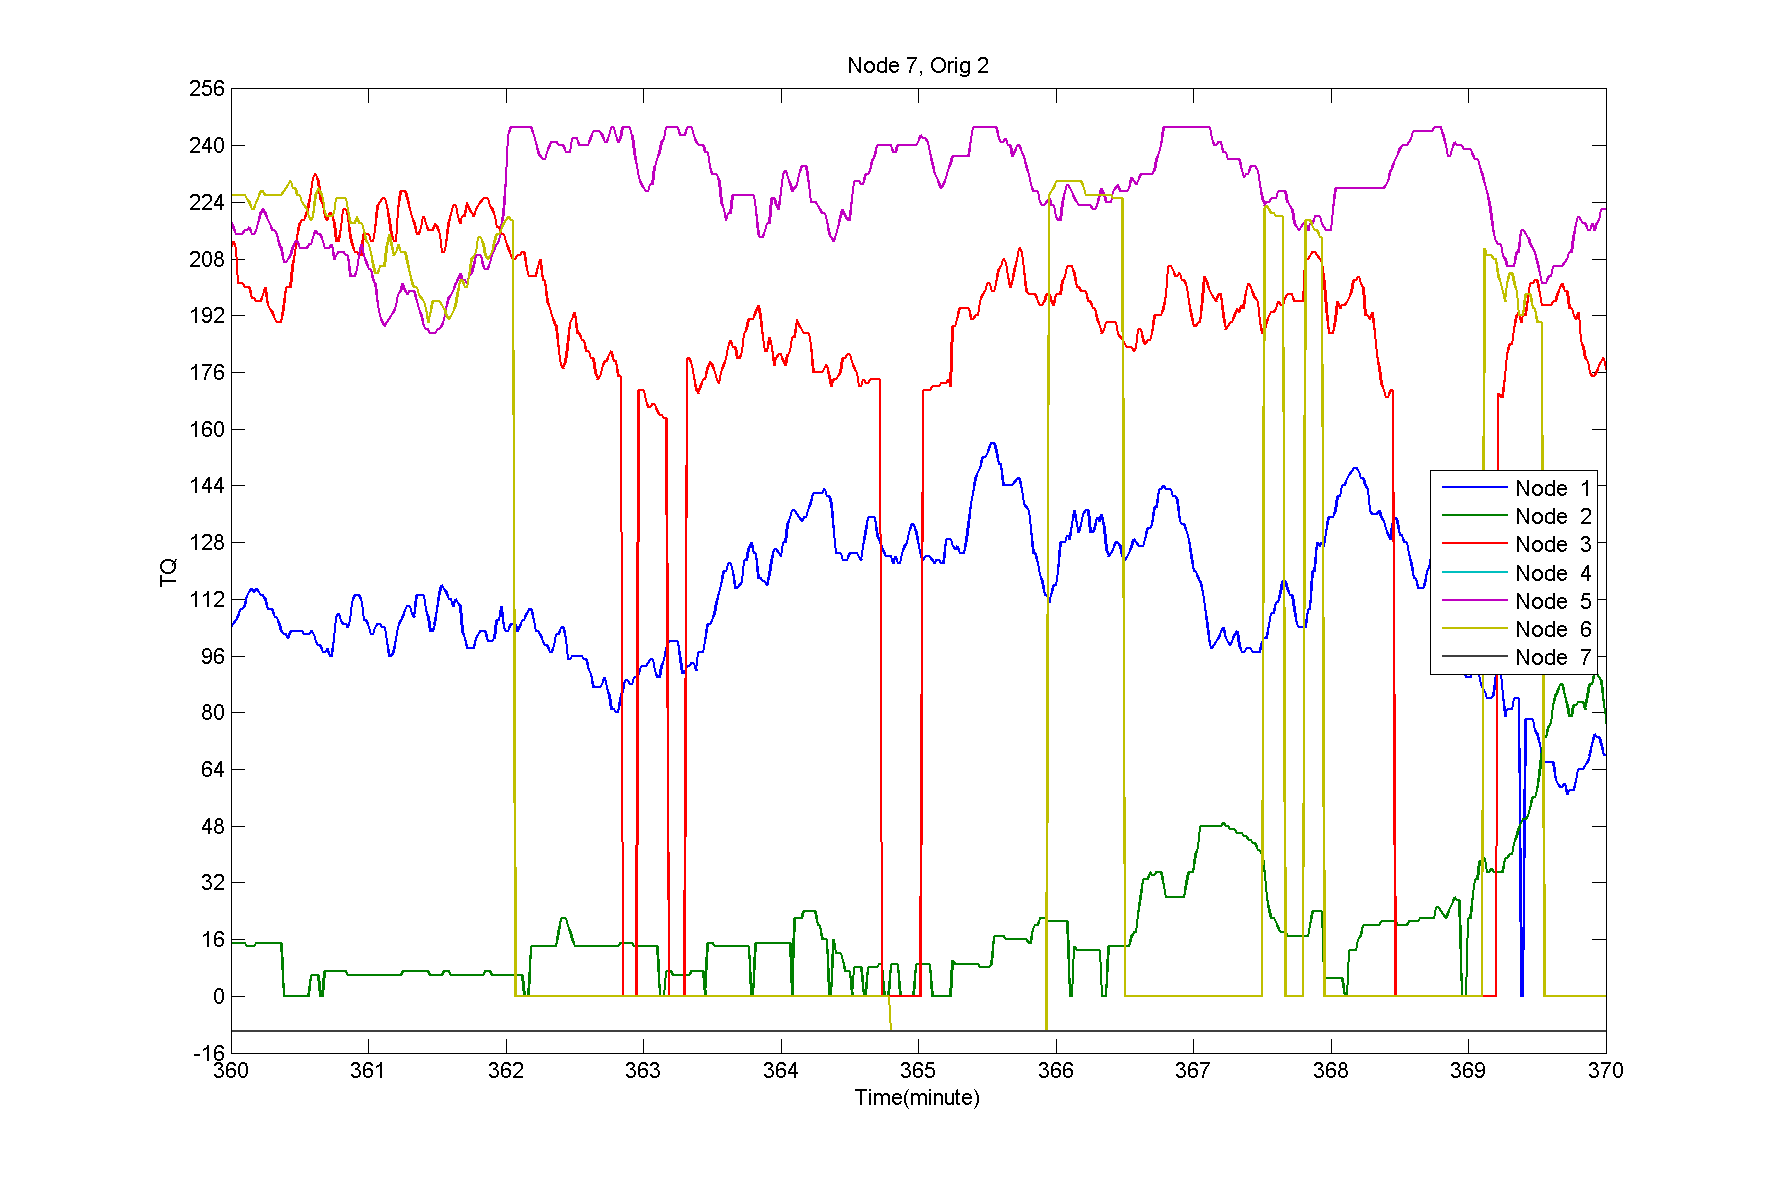 Node 7, Orig 2
256
240
224
208
192
176
160
144
128
112
96
80
64
48
32
16
0
-16
TQ
Node 1
Node 2
Node 3
Node 4
Node 5
Node 6
Node 7
360 361 362 363 364 365 366 367 368 369 370
Time(minute)